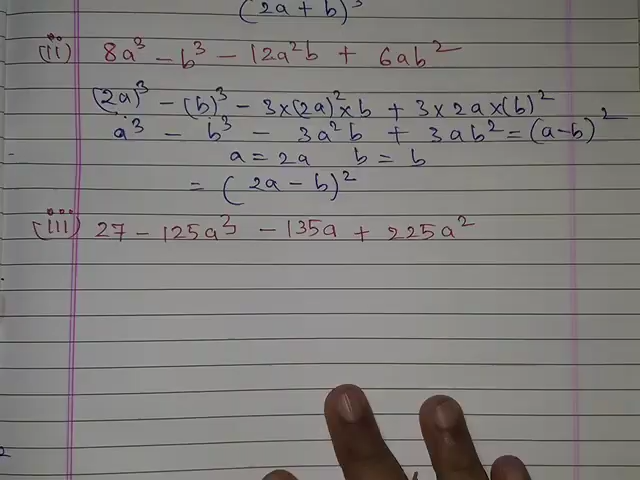 (2a + b)³
(ii) 8a³ - b³ - 12a²b + 6ab²
(2a)³ - (b)³ - 3×(2a)²×b + 3×2a×(b)²
a³ - b³ - 3a²b + 3ab² = (a-b)²
a = 2a b = b
= (2a - b)²
(iii) 27 - 125a³ - 135a + 225a²